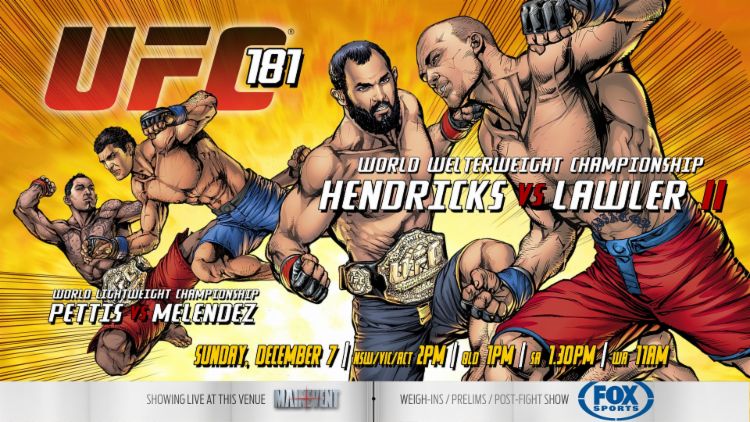 UFC®
181
WORLD WELTERWEIGHT CHAMPIONSHIP
HENDRICKS VS LAWLER II
WORLD LIGHTWEIGHT CHAMPIONSHIP
PETTIS VS MELENDEZ
UFC
SUNDAY, DECEMBER 7 | NSW/VIC/ACT 2PM | QLD 1PM | SA 1.30PM | WA 11AM
SHOWING LIVE AT THIS VENUE MAIN EVENT • WEIGH-INS / PRELIMS / POST-FIGHT SHOW FOX
SPORTS